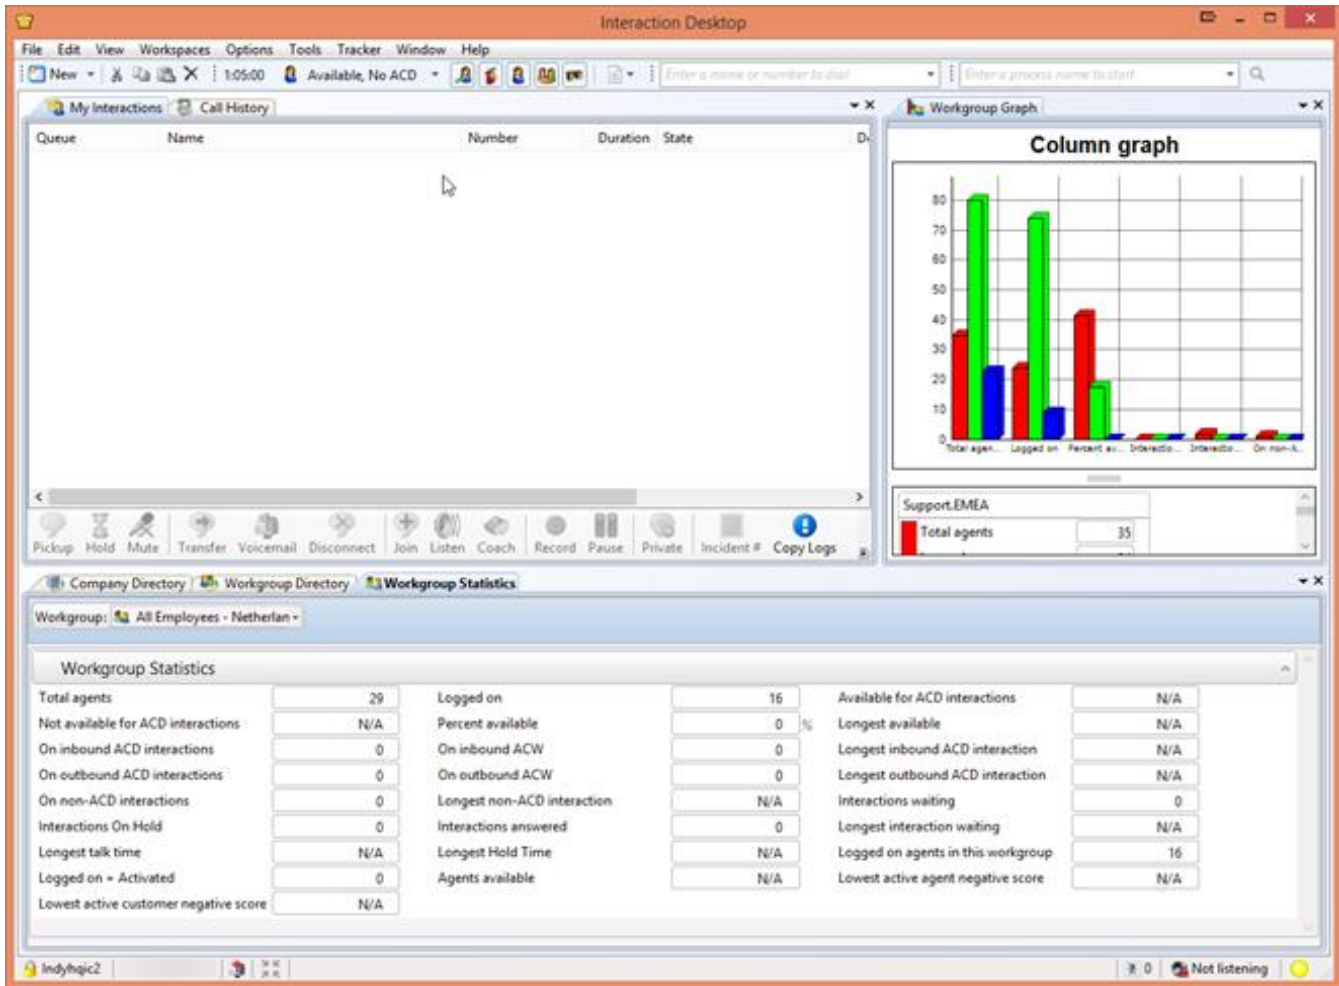 Interaction Desktop
File Edit View Workspaces Options Tools Tracker Window Help
New 1:05:00 Available, No ACD Enter a name or number to dial Enter a process name to start
My Interactions Call History Workgroup Graph
Queue Name Number Duration State
Column graph
80
70
60
50
40
30
20
10
0
Total agen... Logged on Percent av... Interactio... Interactio... On non-A...
Support.EMEA
Total agents 35
Pickup Hold Mute Transfer Voicemail Disconnect Join Listen Coach Record Pause Private Incident # Copy Logs
Company Directory Workgroup Directory Workgroup Statistics
Workgroup: All Employees - Netherlan
Workgroup Statistics
Total agents 29 Logged on 16 Available for ACD interactions N/A
Not available for ACD interactions N/A Percent available 0 % Longest available N/A
On inbound ACD interactions 0 On inbound ACW 0 Longest inbound ACD interaction N/A
On outbound ACD interactions 0 On outbound ACW 0 Longest outbound ACD interaction N/A
On non-ACD interactions 0 Longest non-ACD interaction N/A Interactions waiting 0
Interactions On Hold 0 Interactions answered 0 Longest interaction waiting N/A
Longest talk time N/A Longest Hold Time N/A Logged on agents in this workgroup 16
Logged on + Activated 0 Agents available N/A Lowest active agent negative score N/A
Lowest active customer negative score N/A
Indyhqic2 0 Not listening